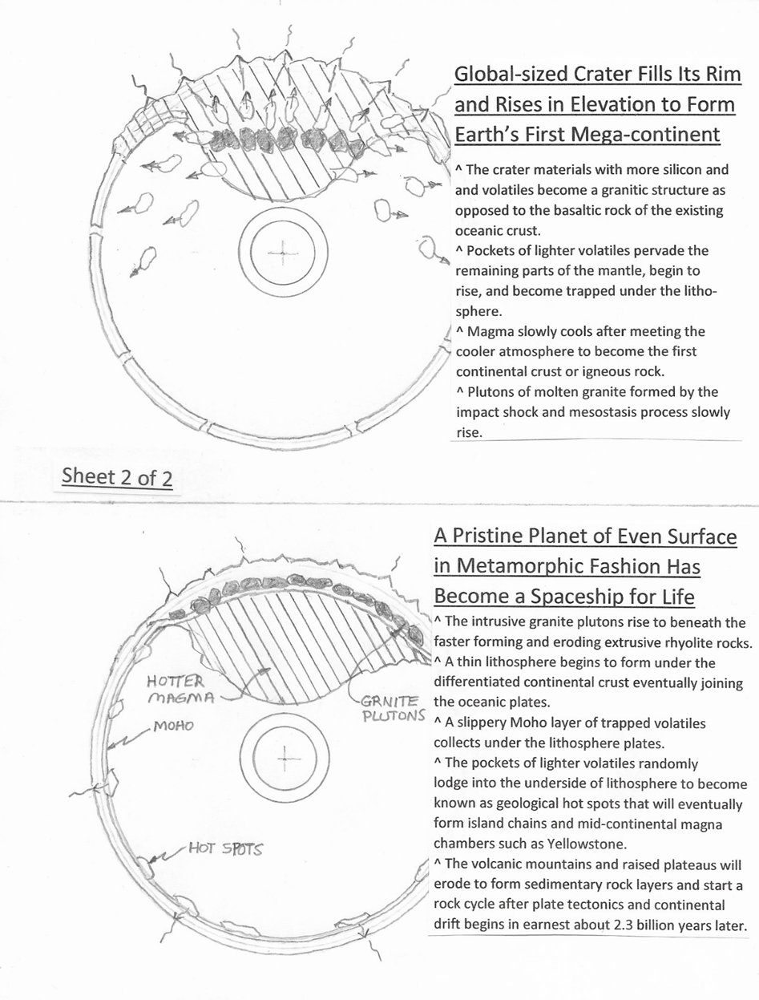 Global-sized Crater Fills Its Rim
and Rises in Elevation to Form
Earth's First Mega-continent
^ The crater materials with more silicon and
and volatiles become a granitic structure as
opposed to the basaltic rock of the existing
oceanic crust.
^ Pockets of lighter volatiles pervade the
remaining parts of the mantle, begin to
rise, and become trapped under the litho-
sphere.
^ Magma slowly cools after meeting the
cooler atmosphere to become the first
continental crust or igneous rock.
^ Plutons of molten granite formed by the
impact shock and mesostasis process slowly
rise.
Sheet 2 of 2
A Pristine Planet of Even Surface
in Metamorphic Fashion Has
Become a Spaceship for Life
^ The intrusive granite plutons rise to beneath the
faster forming and eroding extrusive rhyolite rocks.
^ A thin lithosphere begins to form under the
differentiated continental crust eventually joining
the oceanic plates.
^ A slippery Moho layer of trapped volatiles
collects under the lithosphere plates.
^ The pockets of lighter volatiles randomly
lodge into the underside of lithosphere to become
known as geological hot spots that will eventually
form island chains and mid-continental magna
chambers such as Yellowstone.
^ The volcanic mountains and raised plateaus will
erode to form sedimentary rock layers and start a
rock cycle after plate tectonics and continental
drift begins in earnest about 2.3 billion years later.
HOTTER
MAGMA
GRNITE
PLUTONS
MOHO
HOT SPOTS